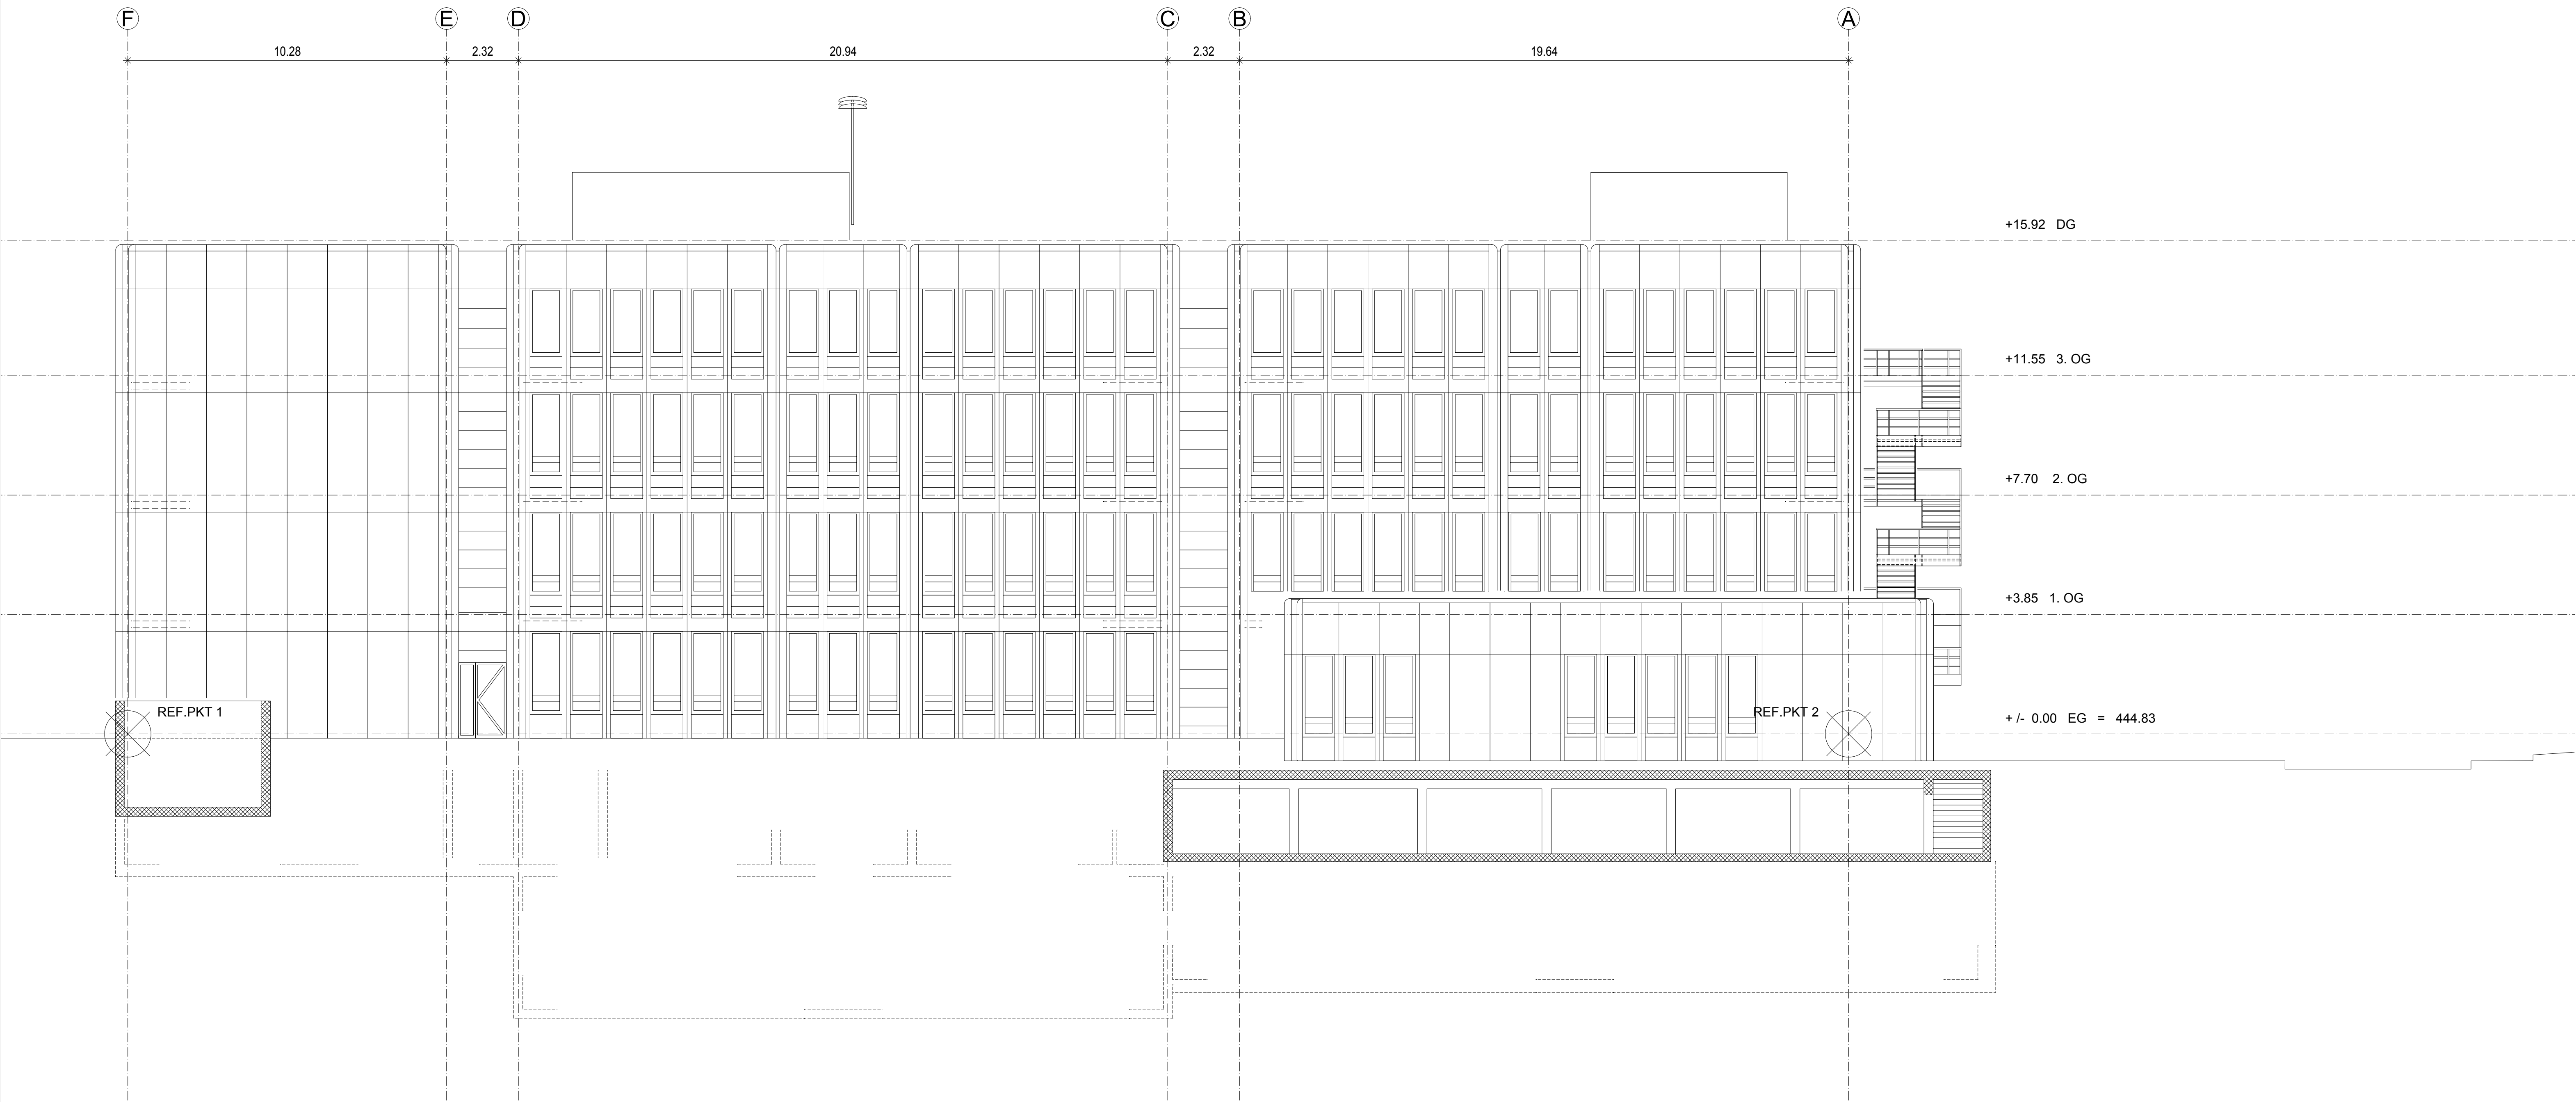 F E D C B A
10.28 2.32 20.94 2.32 19.64
+15.92 DG
+11.55 3. OG
+7.70 2. OG
+3.85 1. OG
REF.PKT 1 REF.PKT 2
+ /- 0.00 EG = 444.83